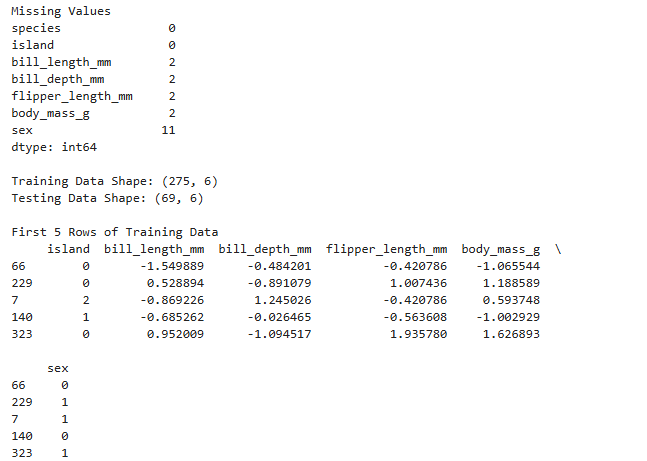 Missing Values
species               0
island                0
bill_length_mm        2
bill_depth_mm         2
flipper_length_mm     2
body_mass_g           2
sex                  11
dtype: int64

Training Data Shape: (275, 6)
Testing Data Shape: (69, 6)

First 5 Rows of Training Data
     island  bill_length_mm  bill_depth_mm  flipper_length_mm  body_mass_g  \
66        0       -1.549889      -0.484201          -0.420786    -1.065544
229       0        0.528894      -0.891079           1.007436     1.188589
7         2       -0.869226       1.245026          -0.420786     0.593748
140       1       -0.685262      -0.026465          -0.563608    -1.002929
323       0        0.952009      -1.094517           1.935780     1.626893

     sex
66     0
229    1
7      1
140    0
323    1